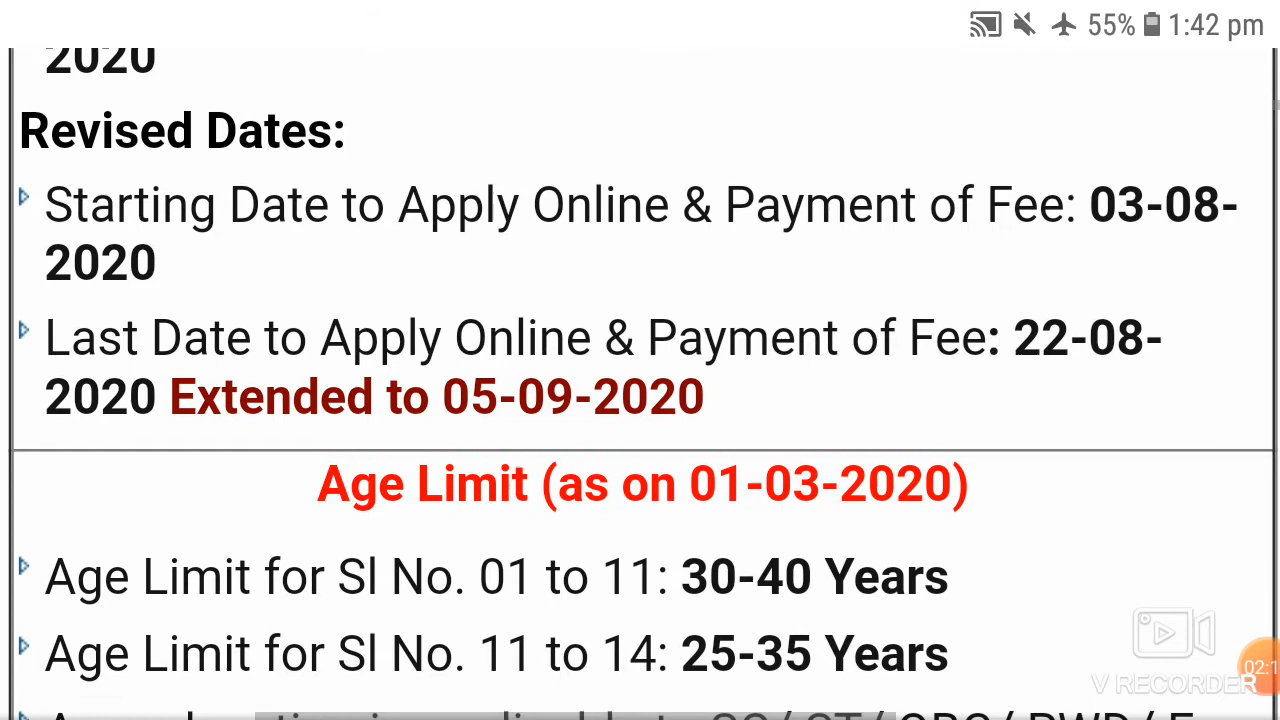 55% 1:42 pm
2020
Revised Dates:
Starting Date to Apply Online & Payment of Fee: 03-08-
2020
Last Date to Apply Online & Payment of Fee: 22-08-
2020 Extended to 05-09-2020
Age Limit (as on 01-03-2020)
Age Limit for Sl No. 01 to 11: 30-40 Years
Age Limit for Sl No. 11 to 14: 25-35 Years
V RECORDER
02:1